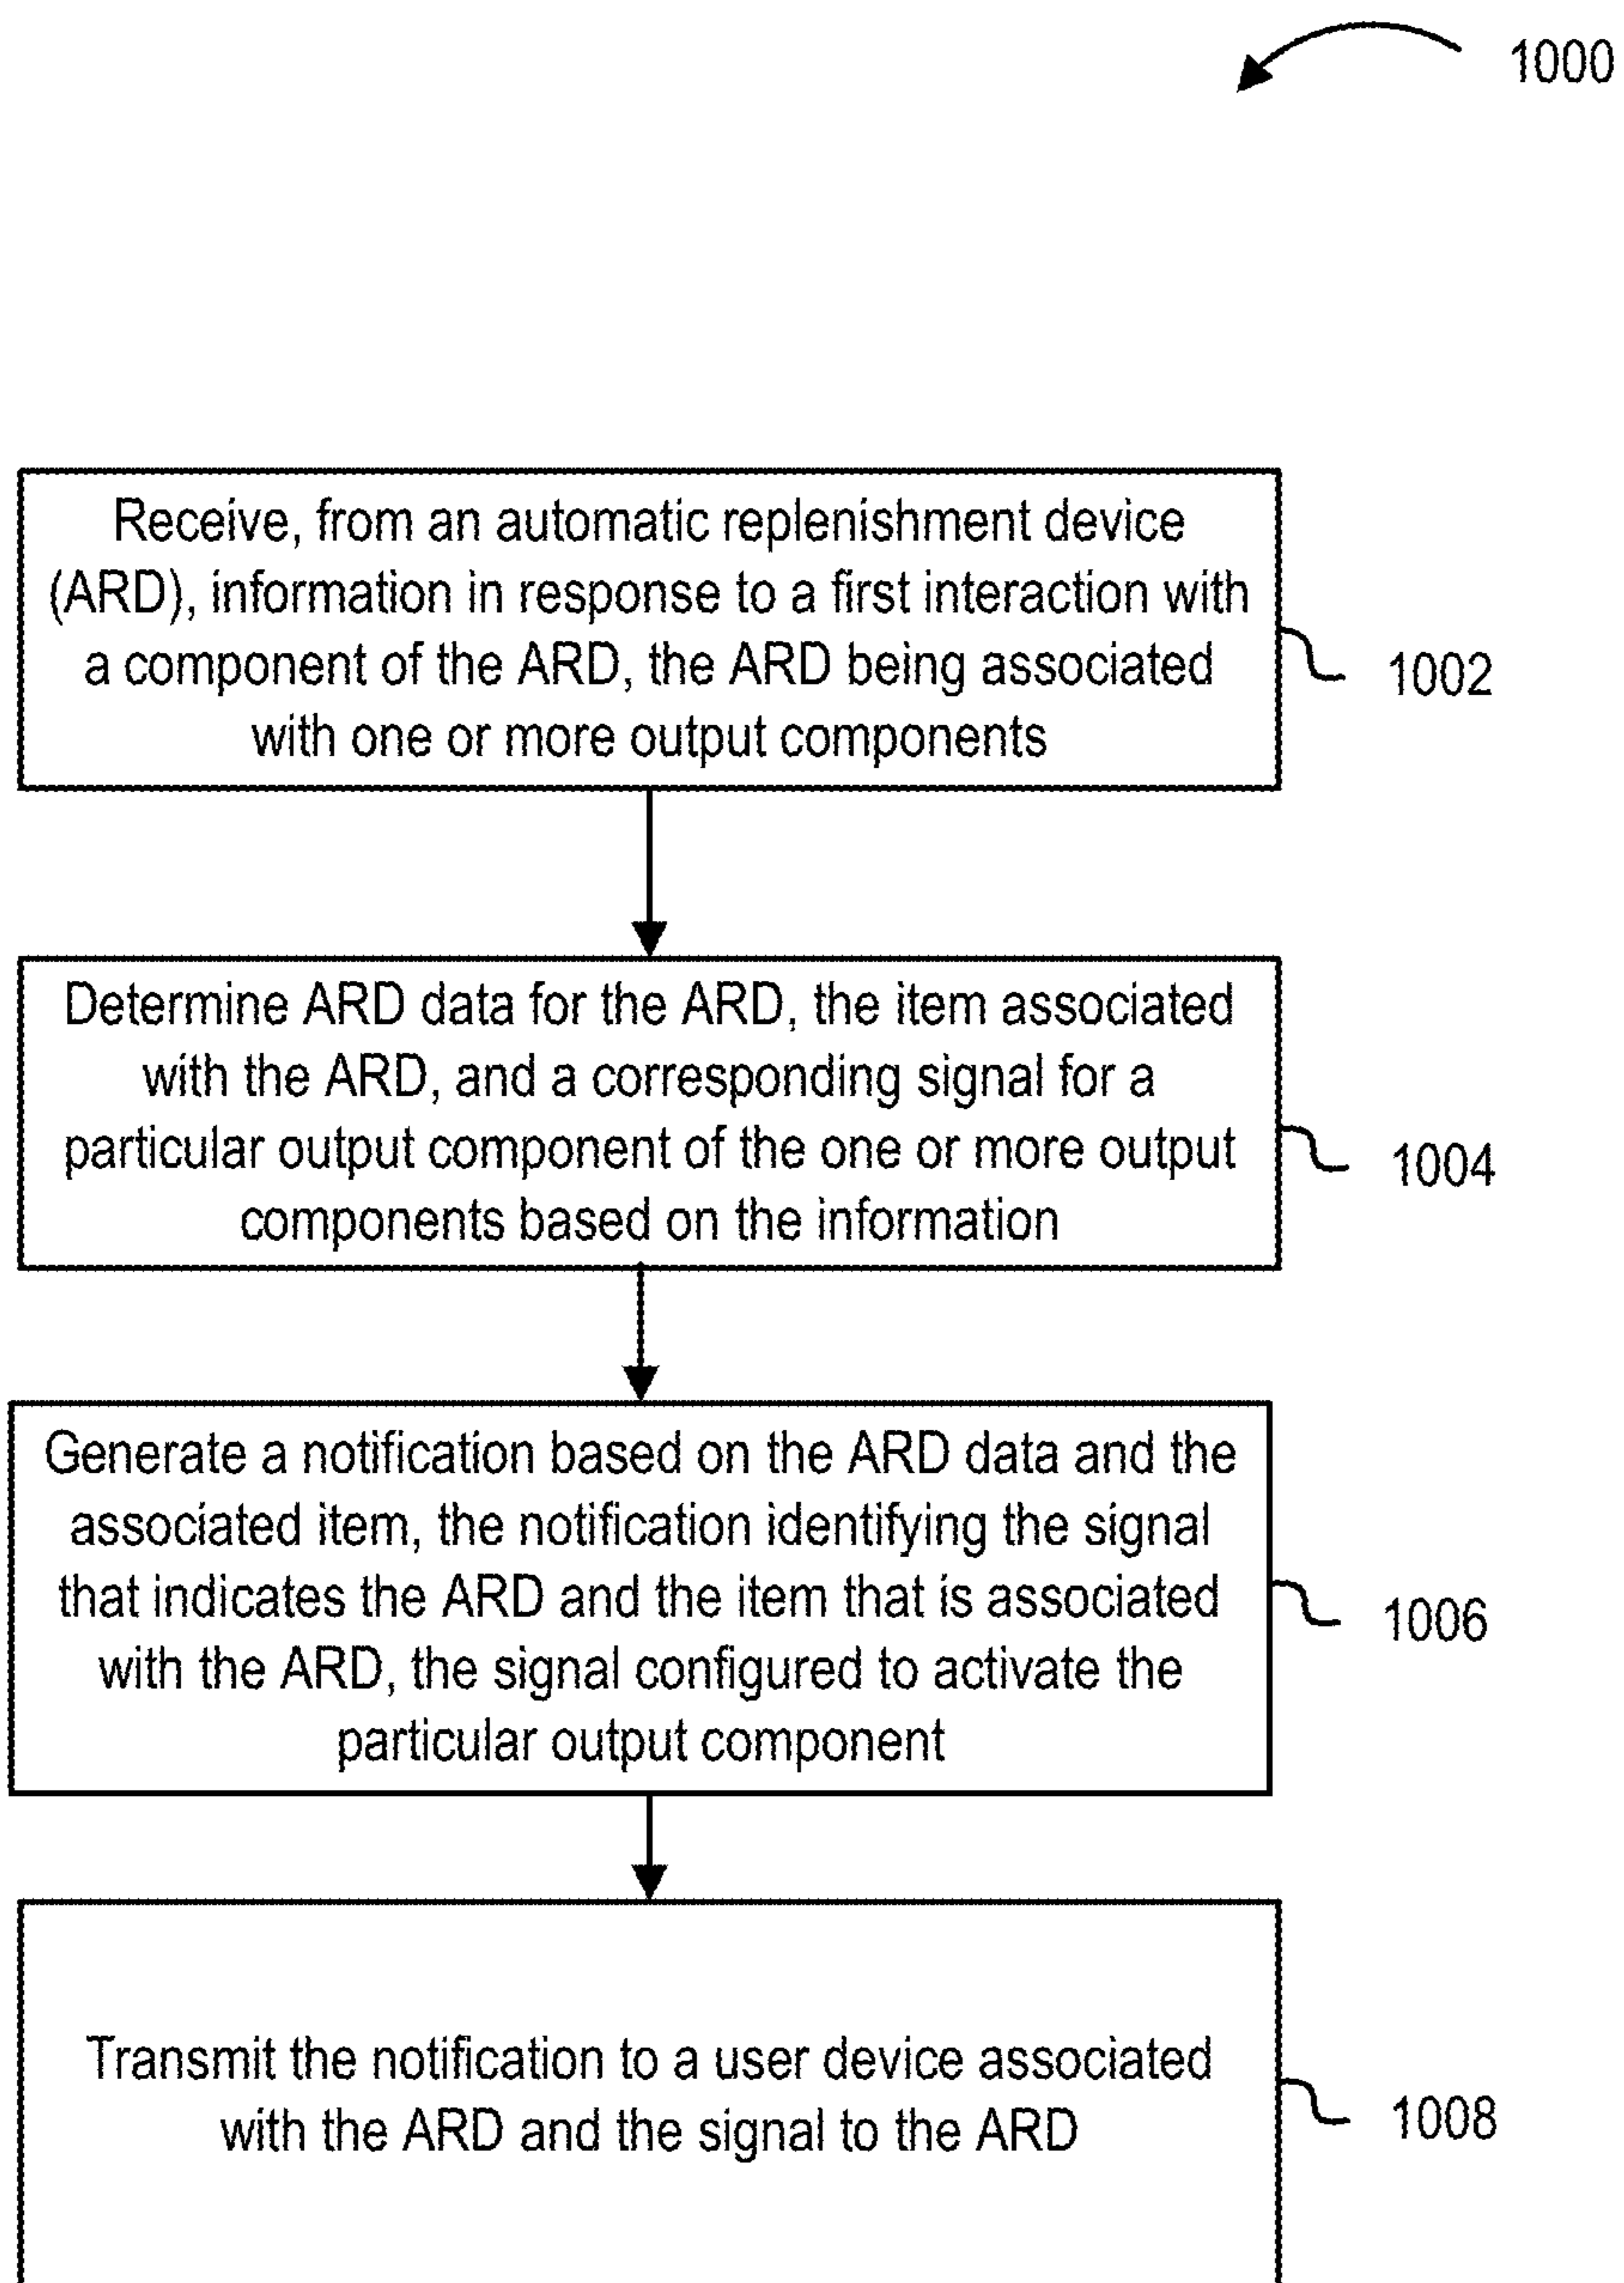 1000
Receive, from an automatic replenishment device
(ARD), information in response to a first interaction with
a component of the ARD, the ARD being associated
with one or more output components
1002
Determine ARD data for the ARD, the item associated
with the ARD, and a corresponding signal for a
particular output component of the one or more output
components based on the information
1004
Generate a notification based on the ARD data and the
associated item, the notification identifying the signal
that indicates the ARD and the item that is associated
with the ARD, the signal configured to activate the
particular output component
1006
Transmit the notification to a user device associated
with the ARD and the signal to the ARD
1008